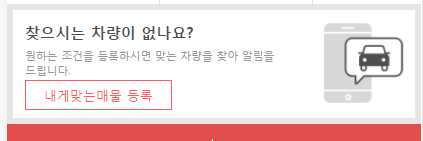 찾으시는 차량이 없나요?
원하는 조건을 등록하시면 맞는 차량을 찾아 알림을
드립니다.
내게맞는매물 등록